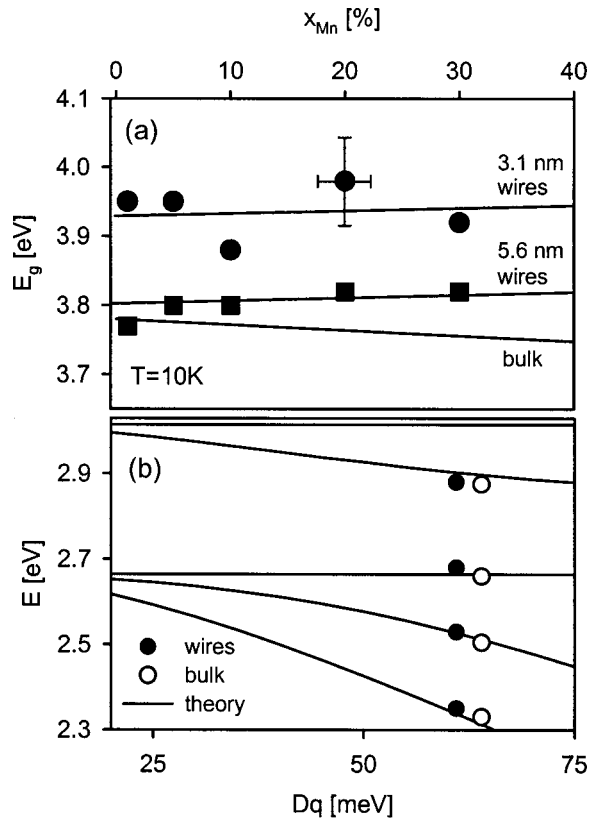 x_Mn [%]
0 10 20 30 40
4.1
(a)
4.0
3.1 nm
wires
3.9
5.6 nm
wires
3.8
bulk
3.7
T=10K
E_g [eV]
(b)
2.9
2.7
2.5
wires
bulk
theory
2.3
E [eV]
25 50 75
Dq [meV]